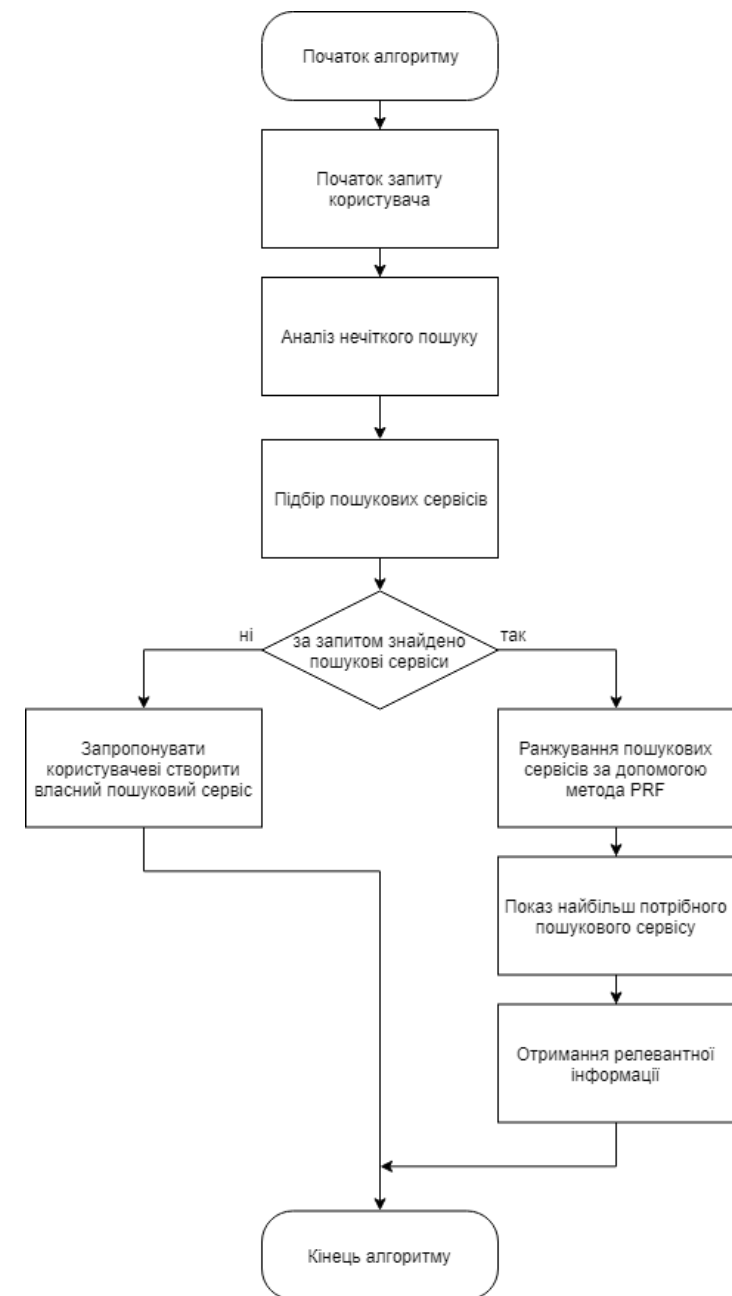 Початок алгоритму
Початок запиту
користувача
Аналіз нечіткого пошуку
Підбір пошукових сервісів
ні
за запитом знайдено
пошукові сервіси
так
Запропонувати
користувачеві створити
власний пошуковий сервіс
Ранжування пошукових
сервісів за допомогою
метода PRF
Показ найбільш потрібного
пошукового сервісу
Отримання релевантної
інформації
Кінець алгоритму